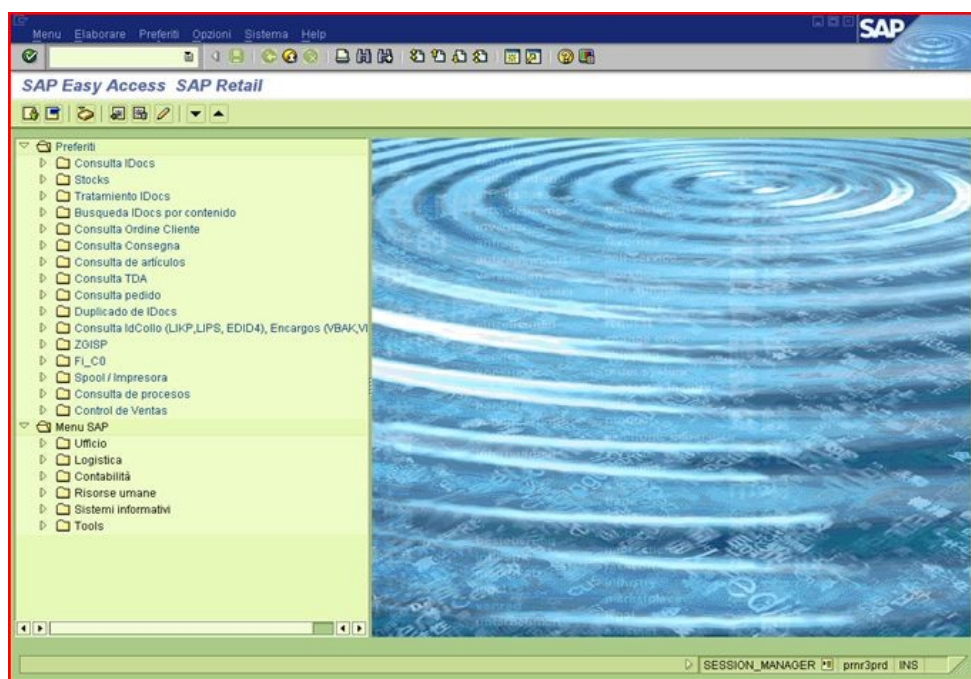 Menu Elaborare Preferiti Opzioni Sistema Help
SAP
SAP Easy Access SAP Retail
Preferiti
Consulta IDocs
Stocks
Tratamiento IDocs
Busqueda IDocs por contenido
Consulta Ordine Cliente
Consulta Consegna
Consulta de artículos
Consulta TDA
Consulta pedido
Duplicado de IDocs
Consulta IdCollo (LIKP,LIPS, EDID4), Encargos (VBAK,
ZGISP
Fi_C0
Spool / Impresora
Consulta de procesos
Control de Ventas
Menu SAP
Ufficio
Logistica
Contabilità
Risorse umane
Sistemi informativi
Tools
SESSION_MANAGER prnr3prd INS